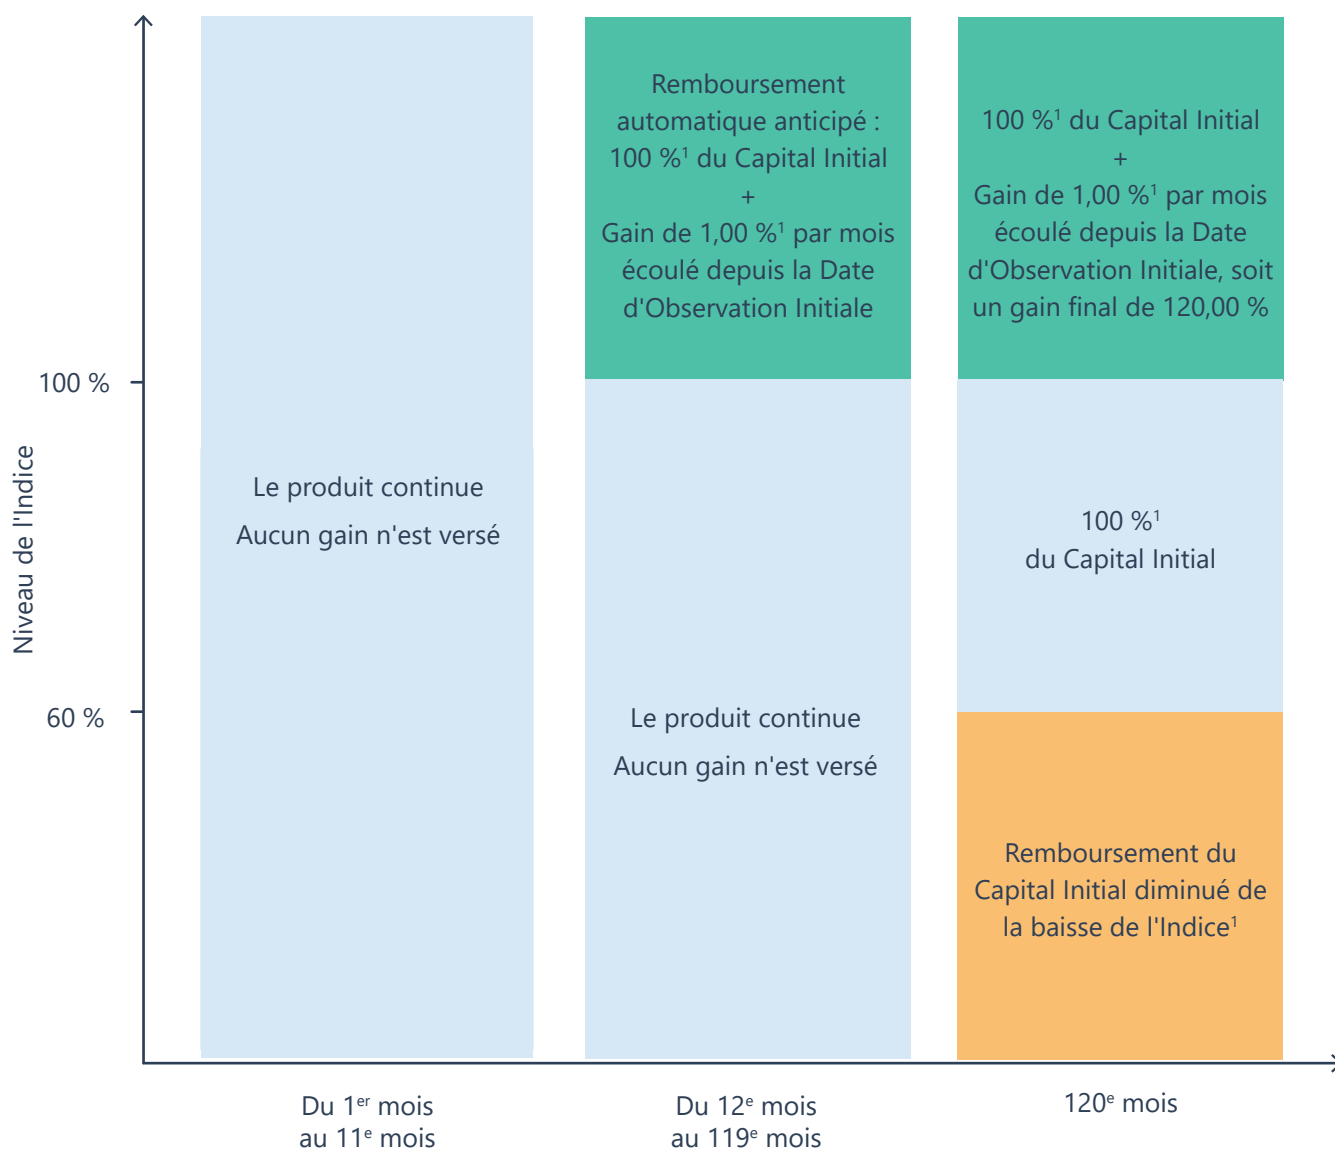 Niveau de l'Indice
100 %
60 %
Le produit continue
Aucun gain n'est versé
Du 1er mois
au 11e mois
Remboursement
automatique anticipé :
100 %¹ du Capital Initial
+
Gain de 1,00 %¹ par mois
écoulé depuis la Date
d'Observation Initiale
Le produit continue
Aucun gain n'est versé
Du 12e mois
au 119e mois
100 %¹ du Capital Initial
+
Gain de 1,00 %¹ par mois
écoulé depuis la Date
d'Observation Initiale, soit
un gain final de 120,00 %
100 %¹
du Capital Initial
Remboursement du
Capital Initial diminué de
la baisse de l'Indice¹
120e mois